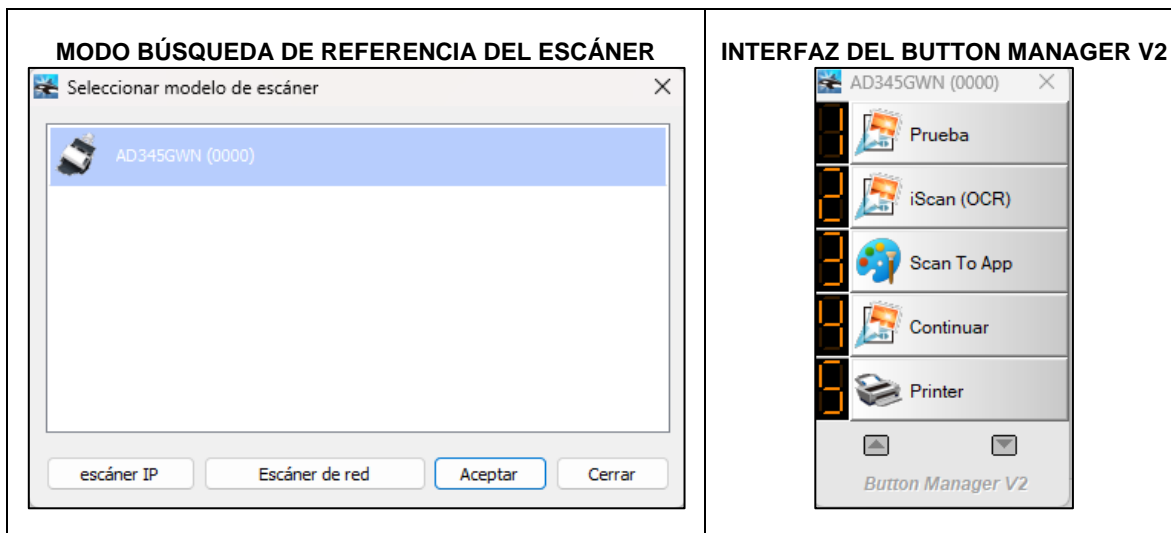 MODO BÚSQUEDA DE REFERENCIA DEL ESCÁNER
Seleccionar modelo de escáner
AD345GWN (0000)
escáner IP
Escáner de red
Aceptar
Cerrar
INTERFAZ DEL BUTTON MANAGER V2
AD345GWN (0000)
1 Prueba
2 iScan (OCR)
3 Scan To App
4 Continuar
5 Printer
Button Manager V2